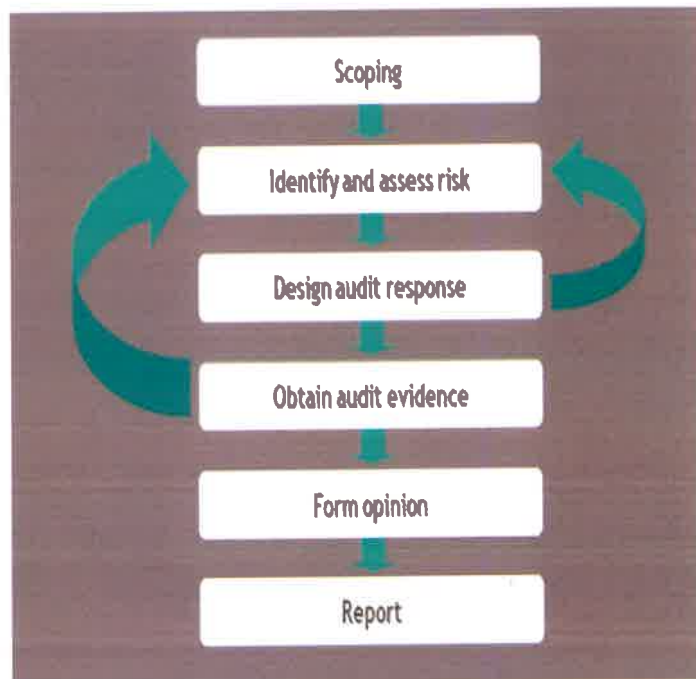 Scoping
Identify and assess risk
Design audit response
Obtain audit evidence
Form opinion
Report